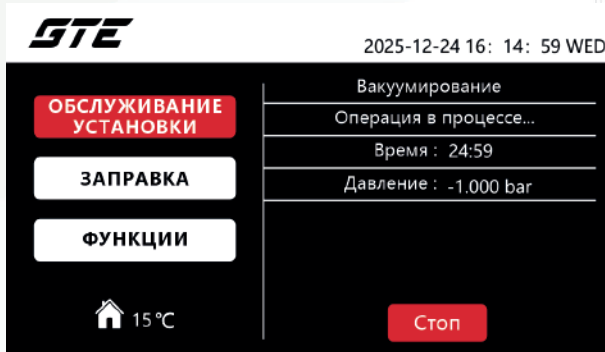 GTE
2025-12-24 16: 14: 59 WED
ОБСЛУЖИВАНИЕ
УСТАНОВКИ
ЗАПРАВКА
ФУНКЦИИ
15℃
Вакуумирование
Операция в процессе...
Время : 24:59
Давление : -1.000 bar
Стоп